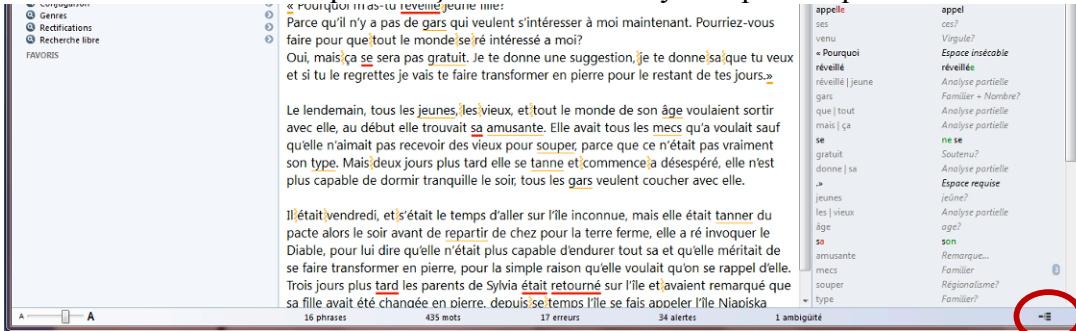 Conjugaison
Genres
Rectifications
Recherche libre
FAVORIS
« Pourquoi m'as-tu réveillé jeune fille?
Parce qu'il n'y a pas de gars qui veulent s'intéresser à moi maintenant. Pourriez-vous
faire pour que tout le monde se ré intéressé a moi?
Oui, mais ça se sera pas gratuit. Je te donne une suggestion, je te donne sa que tu veux
et si tu le regrettes je vais te faire transformer en pierre pour le restant de tes jours.»
Le lendemain, tous les jeunes, les vieux, et tout le monde de son âge voulaient sortir
avec elle, au début elle trouvait sa amusante. Elle avait tous les mecs qu'a voulait sauf
qu'elle n'aimait pas recevoir des vieux pour souper, parce que ce n'était pas vraiment
son type. Mais deux jours plus tard elle se tanne et commence a désespéré, elle n'est
plus capable de dormir tranquille le soir, tous les gars veulent coucher avec elle.
Il était vendredi, et s'était le temps d'aller sur l'île inconnue, mais elle était tanner du
pacte alors le soir avant de repartir de chez pour la terre ferme, elle a ré invoquer le
Diable, pour lui dire qu'elle n'était plus capable d'endurer tout sa et qu'elle méritait de
se faire transformer en pierre, pour la simple raison qu'elle voulait qu'on se rappel d'elle.
Trois jours plus tard les parents de Sylvia était retourné sur l'île et avaient remarqué que
sa fille avait été changée en pierre, depuis se temps l'île se fais appeler l'île Niapiska
appelle appel
ses ces?
venu Virgule?
« Pourquoi Espace insécable
réveillé réveillée
réveillé | jeune Analyse partielle
gars Familier + Nombre?
que | tout Analyse partielle
mais | ça Analyse partielle
se ne se
gratuit Soutenu?
donne | sa Analyse partielle
.» Espace requise
jeunes jeûne?
les | vieux Analyse partielle
âge age?
sa son
amusante Remarque...
mecs Familier
souper Régionalisme?
type Familier?
A A 16 phrases 435 mots 17 erreurs 34 alertes 1 ambiguïté